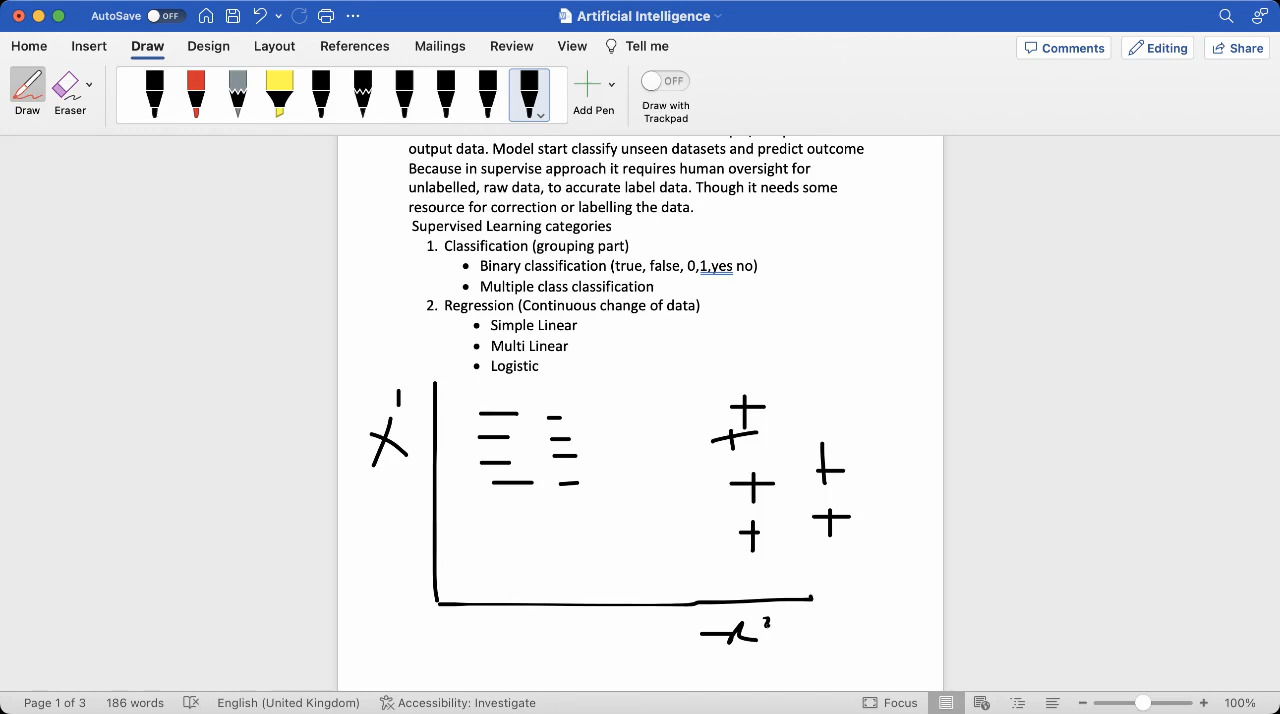 AutoSave OFF Artificial Intelligence
Home Insert Draw Design Layout References Mailings Review View Tell me Comments Editing Share
OFF
Draw Eraser Add Pen Draw with
Trackpad
output data. Model start classify unseen datasets and predict outcome
Because in supervise approach it requires human oversight for
unlabelled, raw data, to accurate label data. Though it needs some
resource for correction or labelling the data.
Supervised Learning categories
1. Classification (grouping part)
• Binary classification (true, false, 0,1,yes no)
• Multiple class classification
2. Regression (Continuous change of data)
• Simple Linear
• Multi Linear
• Logistic
X 1
Page 1 of 3 186 words English (United Kingdom) Accessibility: Investigate Focus 100%